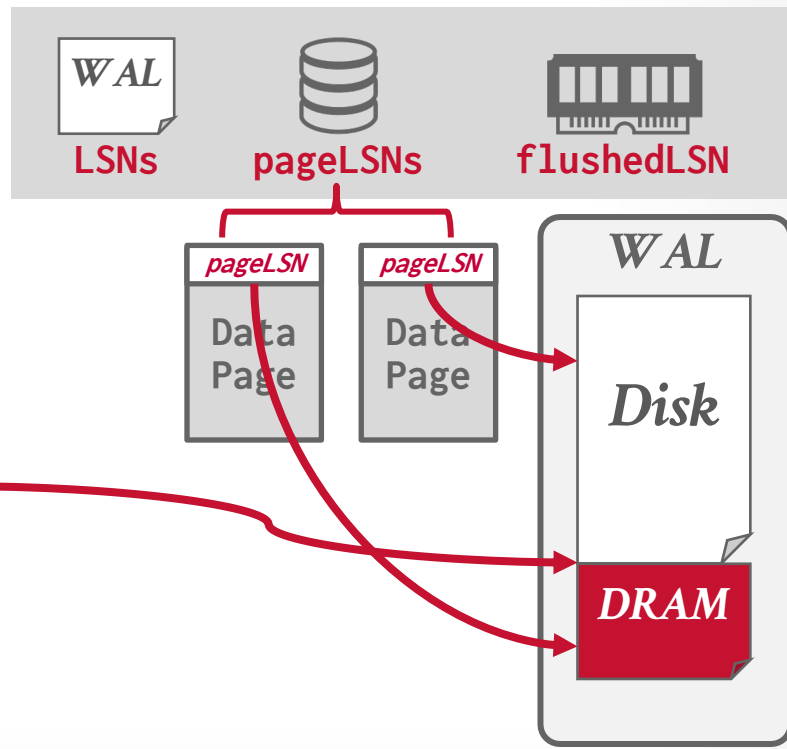 WAL
LSNs
pageLSNs
flushedLSN
pageLSN
Data
Page
pageLSN
Data
Page
WAL
Disk
DRAM